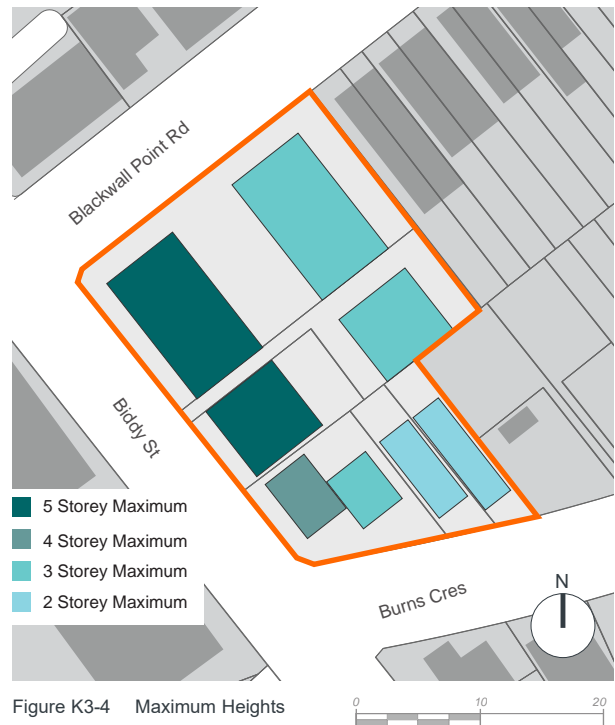 Blackwall Point Rd
Biddy St
5 Storey Maximum
4 Storey Maximum
3 Storey Maximum
2 Storey Maximum
Burns Cres
N
Figure K3-4 Maximum Heights
0 10 20